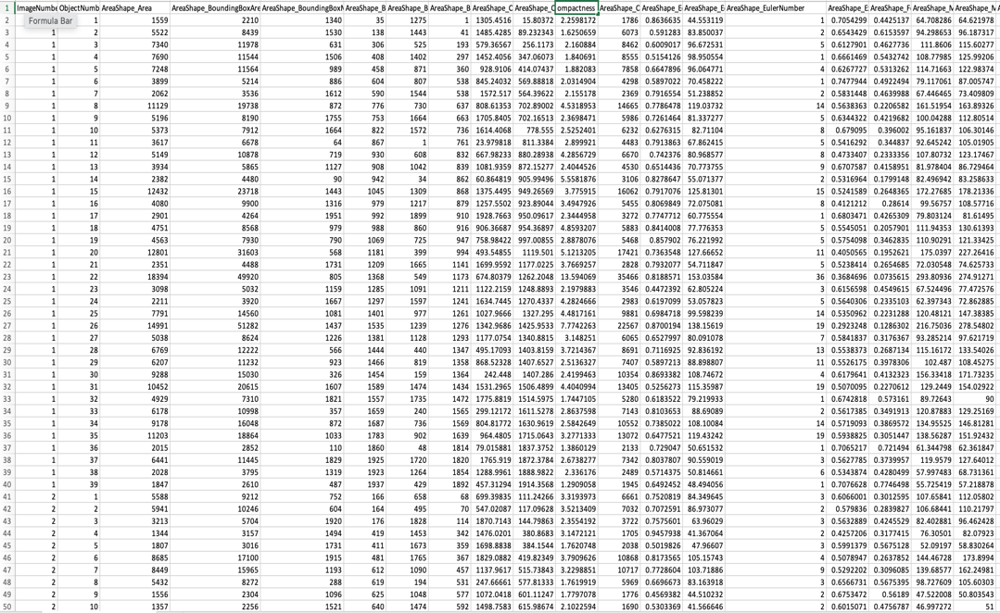 1 ImageNumbe ObjectNumb AreaShape_Area AreaShape_BoundingBoxAre AreaShape_BoundingBoxM AreaShape_B AreaShape_B AreaShape_B AreaShape_C AreaShape_C ompactness AreaShape_C AreaShape_E AreaShape_E AreaShape_EulerNumber AreaShape_E AreaShape_F
2 Formula Bar 1 1559 2210 1340 35 1275 1 1305.4516 15.80372 2.2598172 1786 0.8636635 44.553119 1 0.7054299 0.4425137 64.708286 64.621978
3 1 2 5522 8439 1530 138 1443 41 1485.4285 89.232343 1.6250659 6073 0.591283 83.850037 2 0.6543429 0.6153597 94.298653 96.187317
4 1 3 7340 11978 631 306 525 193 579.36567 256.1173 2.160884 8462 0.6009017 96.672531 5 0.6127901 0.4627736 111.8606 115.60277
5 1 4 7690 11544 1506 408 1402 297 1452.4056 347.06073 1.840691 8555 0.5154126 98.950554 1 0.6661469 0.5432742 108.77985 125.99206
6 1 5 7248 11564 989 458 871 360 928.9106 414.07437 1.882083 7858 0.6647896 96.064771 4 0.6267727 0.5313262 114.71663 122.98374
7 1 6 3899 5214 886 604 807 538 845.24032 569.88818 2.0314904 4298 0.5897022 70.458222 1 0.7477944 0.4922494 79.117061 87.005747
8 1 7 2062 3536 1612 590 1544 538 1572.517 564.39622 2.155178 2369 0.7916554 51.238852 2 0.5831448 0.4639988 67.446465 73.409809
9 1 8 11129 19738 872 776 730 637 808.61353 702.89002 4.5318953 14665 0.7786478 119.03732 14 0.5638363 0.2206582 161.51954 163.89326
10 1 9 5196 8190 1755 753 1664 663 1705.8405 702.16513 2.3698471 5986 0.7261464 81.337277 5 0.6344322 0.4219682 100.04288 112.80514
11 1 10 5373 7912 1664 822 1572 736 1614.4068 778.555 2.5252401 6232 0.6276315 82.71104 8 0.679095 0.396002 95.161837 106.30146
12 1 11 3617 6678 64 867 1 761 23.979818 811.3384 2.899921 4483 0.7913863 67.862415 5 0.5416292 0.344837 92.645242 105.01905
13 1 12 5149 10878 719 930 608 832 667.98233 880.28938 4.2856729 6670 0.742376 80.968577 8 0.4733407 0.2333356 107.80732 123.17467
14 1 13 3934 5865 1127 908 1042 839 1081.9359 872.15277 2.4044526 4530 0.6514436 70.773755 9 0.6707587 0.4158951 81.978404 86.729464
15 1 14 2382 4480 90 942 34 862 60.864819 905.99496 5.5581876 3106 0.8278647 55.071377 2 0.5316964 0.1799148 82.496942 83.258633
16 1 15 12432 23718 1443 1045 1309 868 1375.4495 949.26569 3.775915 16062 0.7917076 125.81301 15 0.5241589 0.2648365 172.27685 178.21336
17 1 16 4080 9900 1316 979 1217 879 1257.5502 923.89044 3.4947926 5455 0.8069849 72.075081 8 0.4121212 0.28614 99.56757 108.57716
18 1 17 2901 4264 1951 992 1899 910 1928.7663 950.09617 2.3444958 3272 0.7747712 60.775554 1 0.6803471 0.4265309 79.803124 81.61495
19 1 18 4751 8568 979 988 860 916 906.36687 954.36897 4.8593207 5883 0.8414008 77.776353 5 0.5545051 0.2057901 111.94353 130.61393
20 1 19 4563 7930 790 1069 725 947 758.98422 997.00855 2.8878076 5468 0.857902 76.221992 5 0.5754098 0.3462835 110.90291 121.33425
21 1 20 12801 31603 568 1181 399 994 493.54855 1119.501 5.1213205 17421 0.7363548 127.66652 11 0.4050565 0.1952621 175.0397 227.26416
22 1 21 2351 4488 1731 1209 1665 1141 1699.9592 1177.0225 3.7669257 2828 0.7932077 54.711847 5 0.5238414 0.2654685 72.030548 74.625733
23 1 22 18394 49920 805 1368 549 1173 674.80379 1262.2048 13.594069 35466 0.8188571 153.03584 36 0.3684696 0.0735615 293.80936 274.91271
24 1 23 3098 5032 1159 1285 1091 1211 1122.2159 1248.8893 2.1979883 3546 0.4472392 62.805224 3 0.6156598 0.4549615 67.524496 77.472576
25 1 24 2211 3920 1667 1297 1597 1241 1634.7445 1270.4337 4.2824666 2983 0.6197099 53.057823 5 0.5640306 0.2335103 62.397343 72.862885
26 1 25 7791 14560 1081 1401 977 1261 1027.9666 1327.295 4.4817161 9881 0.6984718 99.598239 14 0.5350962 0.2231288 120.48121 147.38385
27 1 26 14991 51282 1437 1535 1239 1276 1342.9686 1425.9533 7.7742263 22567 0.8700194 138.15619 19 0.2923248 0.1286302 216.75036 278.54802
28 1 27 5038 8624 1226 1381 1128 1293 1177.0754 1340.8815 3.148251 6065 0.6527997 80.091078 7 0.5841837 0.3176367 93.285214 97.621719
29 1 28 6769 12222 566 1444 440 1347 495.17093 1403.8159 3.7214367 8691 0.7116925 92.836192 13 0.5538373 0.2687134 115.16172 133.54026
30 1 29 6207 11232 923 1466 819 1358 868.52328 1407.6527 2.5136327 7407 0.5897213 88.898807 11 0.5526175 0.3978306 102.487 108.45275
31 1 30 9288 15030 326 1454 159 1364 242.448 1407.286 2.4199463 10354 0.8693382 108.74672 4 0.6179641 0.4132323 156.33418 171.73235
32 1 31 10452 20615 1607 1589 1474 1434 1531.2965 1506.4899 4.4040994 13405 0.5256273 115.35987 19 0.5070095 0.2270612 129.2449 154.02922
33 1 32 4929 7310 1821 1557 1735 1472 1775.8819 1514.5975 1.7447105 5280 0.6183522 79.219933 1 0.6742818 0.573161 89.72643 90
34 1 33 6178 10998 357 1659 240 1565 299.12172 1611.5278 2.8637598 7143 0.8103653 88.69089 2 0.5617385 0.3491913 120.87883 129.25169
35 1 34 9178 16048 872 1687 736 1569 804.81772 1630.9619 2.5842649 10552 0.7385022 108.10084 14 0.5719093 0.3869572 134.95525 146.81281
36 1 35 11203 18864 1033 1783 902 1639 964.4805 1715.0643 3.2771333 13072 0.6477521 119.43242 19 0.5938825 0.3051447 138.56287 151.92432
37 1 36 2015 2852 110 1860 48 1814 79.015881 1837.3752 1.3860129 2133 0.729047 50.651532 1 0.7065217 0.721494 61.344798 62.361847
38 1 37 6441 11445 1829 1925 1720 1820 1765.919 1872.3784 2.6738277 7342 0.8037807 90.559019 3 0.5627785 0.3739957 119.9579 127.64012
39 1 38 2028 3795 1319 1923 1264 1854 1288.9961 1888.9822 2.336176 2489 0.5714375 50.814661 6 0.5343874 0.4280499 57.997483 68.731361
40 1 39 1847 2610 487 1937 429 1892 457.31294 1914.3568 1.2909058 1945 0.6492452 48.494056 1 0.7076628 0.7746498 55.725419 57.218878
41 2 1 5588 9212 752 166 658 68 699.39835 111.24266 3.3193973 6661 0.7520819 84.349645 3 0.6066001 0.3012595 107.65841 112.05802
42 2 2 5941 10246 604 164 495 70 547.02087 117.09628 3.5213409 7032 0.7072591 86.973077 2 0.579836 0.2839827 106.68441 110.21797
43 2 3 3213 5704 1920 176 1828 114 1870.7143 144.79863 2.3554192 3722 0.7575601 63.96029 3 0.5632889 0.4245529 82.402881 96.462428
44 2 4 1344 3157 1494 419 1453 342 1476.0201 380.8683 3.1472121 1705 0.9457938 41.367064 2 0.4257206 0.3177415 76.30501 82.07923
45 2 5 1807 3016 1731 411 1673 359 1698.8838 384.1544 1.7620748 2038 0.5019826 47.96607 3 0.5991379 0.5675128 52.09197 58.830264
46 2 6 8685 17100 1915 481 1765 367 1829.0882 419.82349 3.7909626 10868 0.8173565 105.15743 4 0.5078947 0.2637852 144.46728 173.8994
47 2 7 8449 15965 1193 612 1090 457 1137.9617 515.73843 3.2298851 10717 0.7728604 103.71886 9 0.5292202 0.3096085 139.68577 162.24981
48 2 8 5432 8272 288 619 194 531 247.66661 577.81333 1.7619919 5969 0.6696673 83.163918 3 0.6566731 0.5675395 98.727609 105.60303
49 2 9 1556 2304 1096 625 1048 577 1072.0418 601.11247 1.7797078 1776 0.4569382 44.510232 2 0.6753472 0.56189 47.522008 50.803543
50 2 10 1357 2256 1521 640 1474 592 1498.7583 615.98674 2.1022594 1690 0.5303266 41.566646 2 0.6015071 0.4756787 46.997272 51